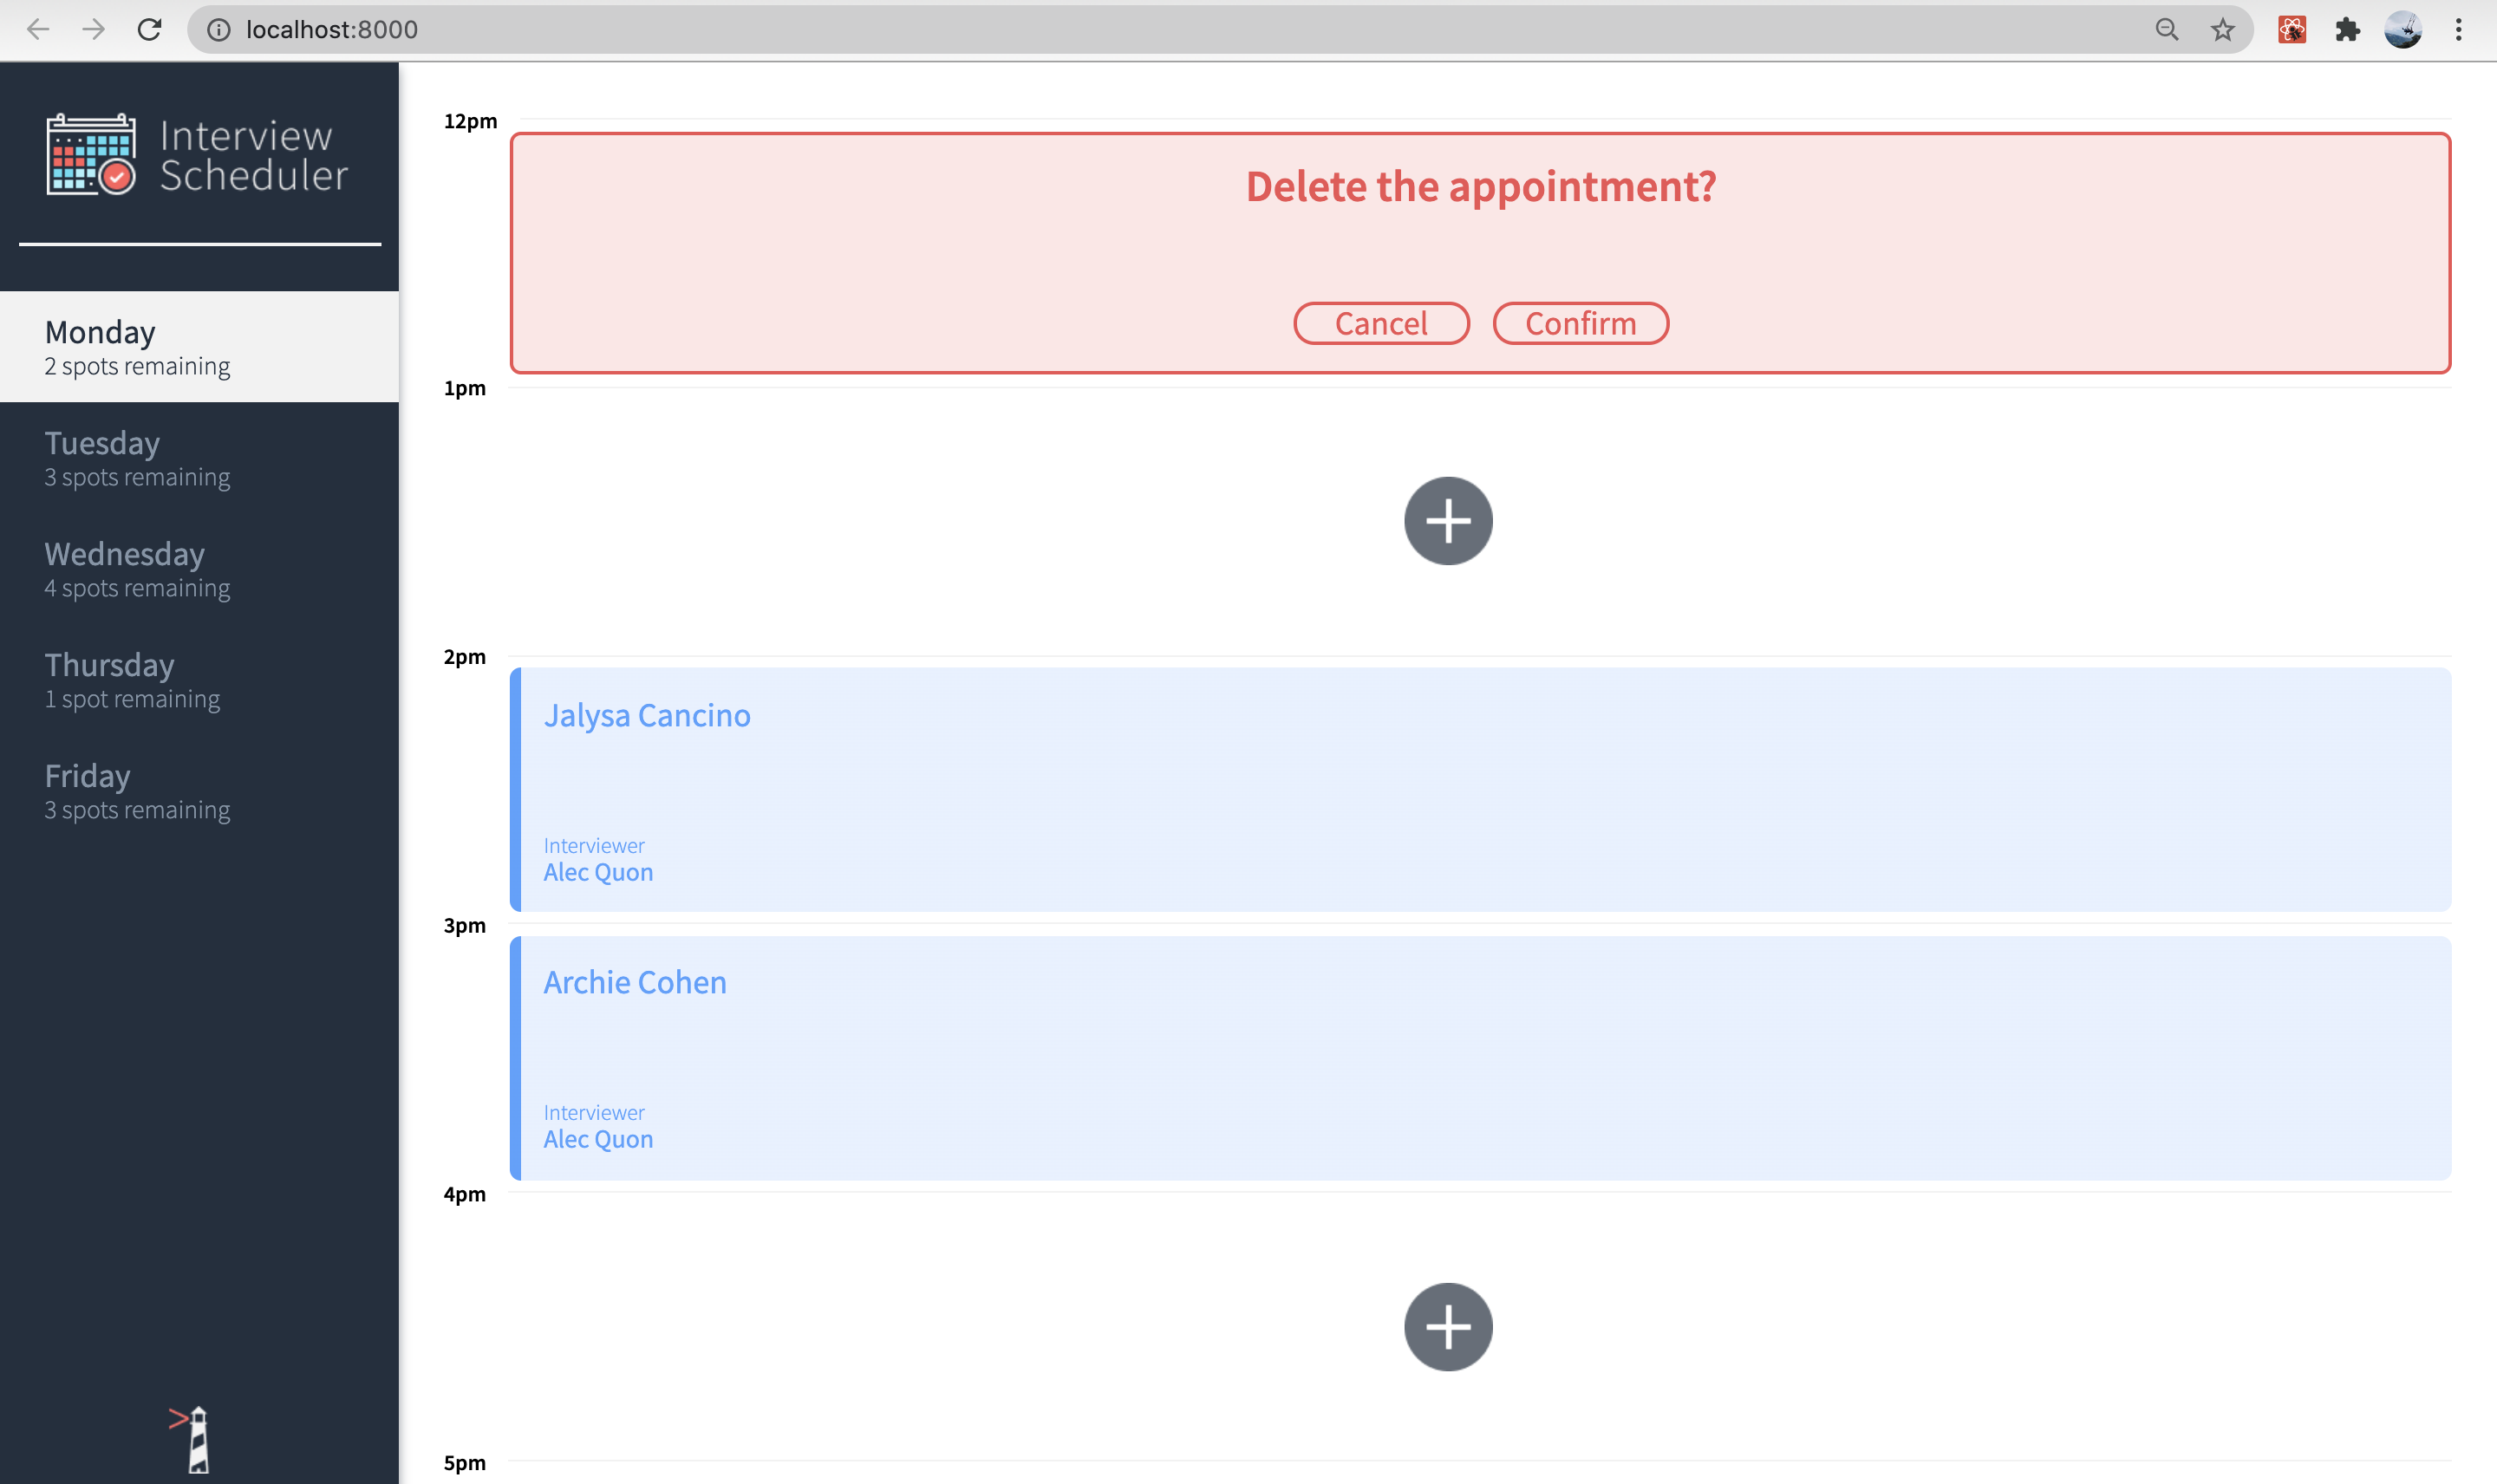 localhost:8000
Interview
Scheduler
Monday
2 spots remaining
Tuesday
3 spots remaining
Wednesday
4 spots remaining
Thursday
1 spot remaining
Friday
3 spots remaining
12pm
Delete the appointment?
Cancel Confirm
1pm
2pm
Jalysa Cancino
Interviewer
Alec Quon
3pm
Archie Cohen
Interviewer
Alec Quon
4pm
5pm